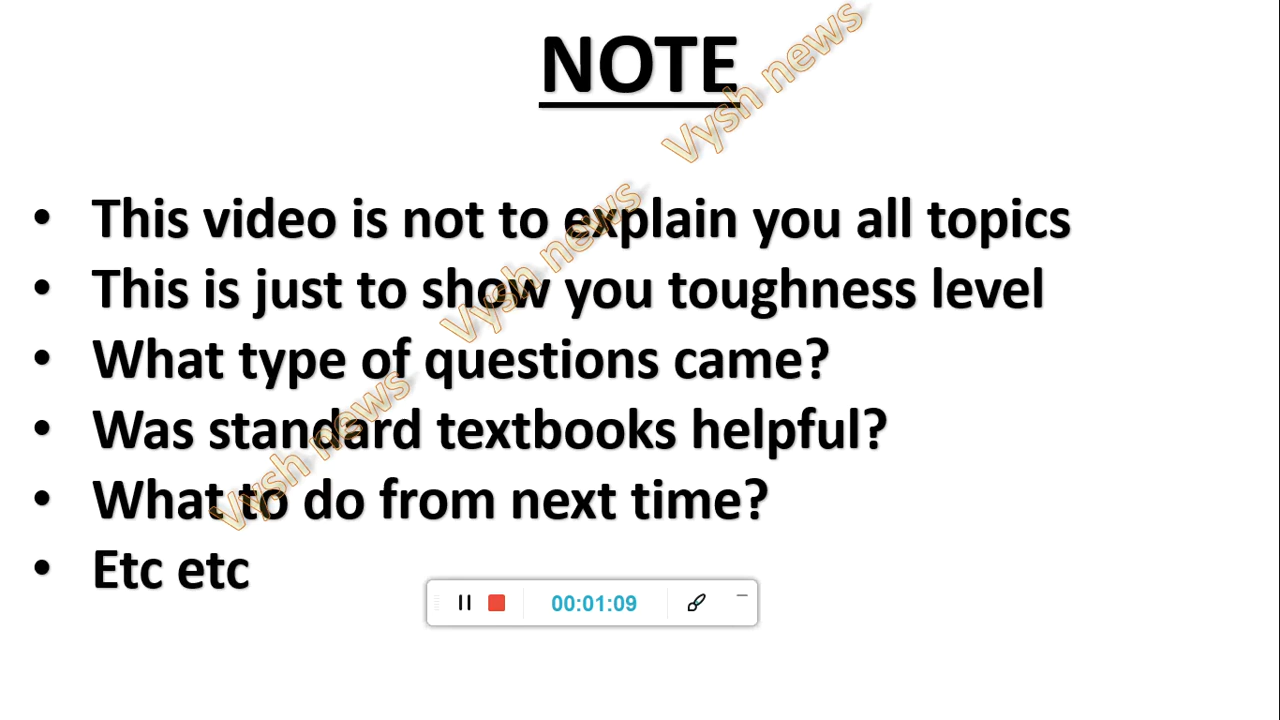 NOTE
Vysh news
• This video is not to explain you all topics
Vysh news
• This is just to show you toughness level
• What type of questions came?
Vysh news
• Was standard textbooks helpful?
• What to do from next time?
• Etc etc
00:01:09